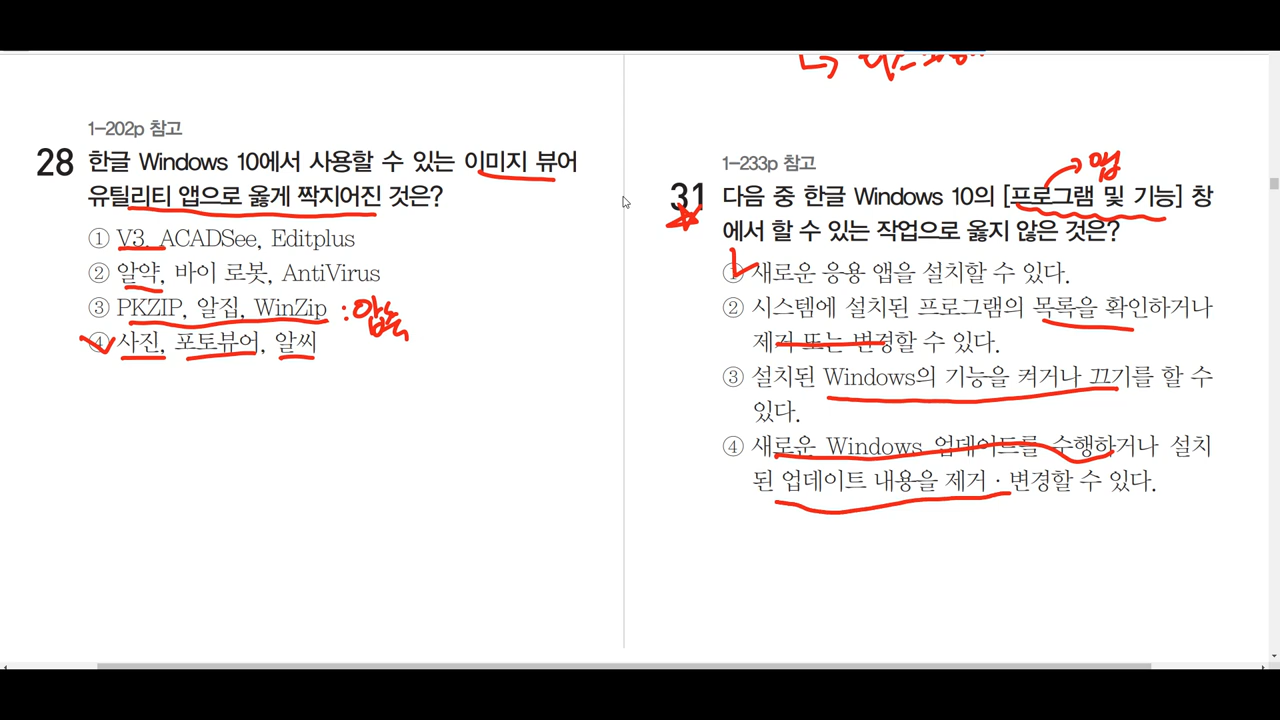 1-202p 참고
28 한글 Windows 10에서 사용할 수 있는 이미지 뷰어
유틸리티 앱으로 옳게 짝지어진 것은?
① V3, ACADSee, Editplus
② 알약, 바이 로봇, AntiVirus
③ PKZIP, 알집, WinZip : 압축
④ 사진, 포토뷰어, 알씨
1-233p 참고
앱
31 다음 중 한글 Windows 10의 [프로그램 및 기능] 창
에서 할 수 있는 작업으로 옳지 않은 것은?
① 새로운 응용 앱을 설치할 수 있다.
② 시스템에 설치된 프로그램의 목록을 확인하거나
제거 또는 변경할 수 있다.
③ 설치된 Windows의 기능을 켜거나 끄기를 할 수
있다.
④ 새로운 Windows 업데이트를 수행하거나 설치
된 업데이트 내용을 제거·변경할 수 있다.